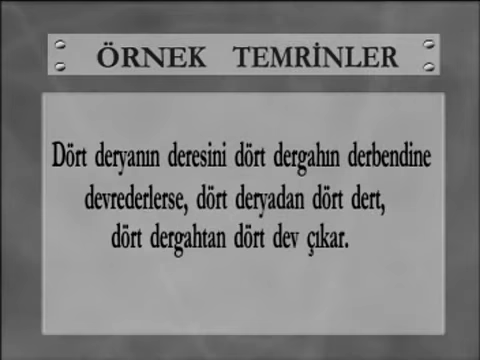 ÖRNEK TEMRİNLER
Dört deryanın deresini dört dergahın derbendine
devrederlerse, dört deryadan dört dert,
dört dergahtan dört dev çıkar.